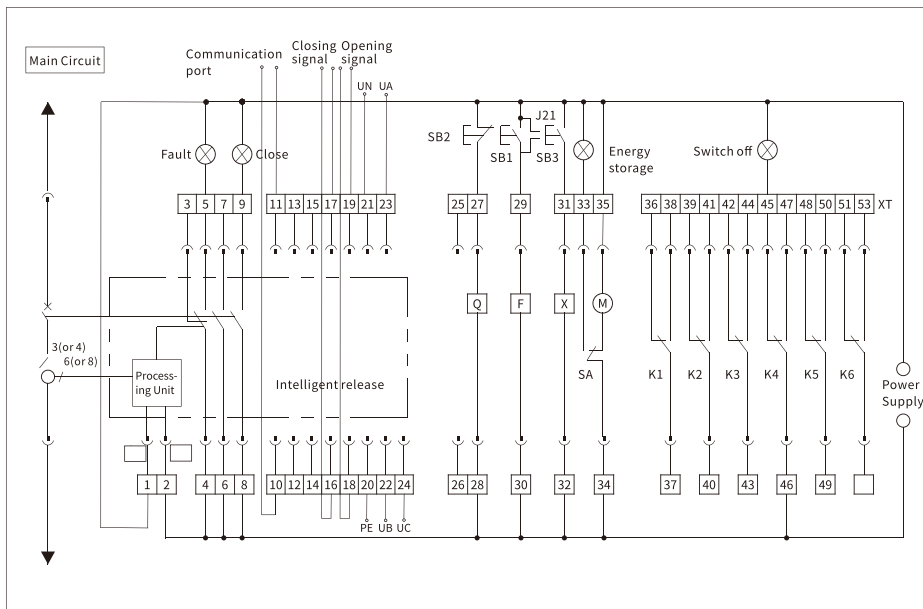 Main Circuit
Communication port
Closing signal
Opening signal
UN UA
Fault
Close
SB2
SB1
J21
SB3
Energy storage
Switch off
3 5 7 9
11 13 15 17 19 21 23
25 27
29
31 33 35
36 38 39 41 42 44 45 47 48 50 51 53
XT
Q
F
X
M
3(or 4)
6(or 8)
Process-
ing Unit
Intelligent release
SA
K1 K2 K3 K4 K5 K6
Power
Supply
1 2
4 6 8
10 12 14 16 18 20 22 24
26 28
30
32
34
37
40
43
46
49
PE UB UC